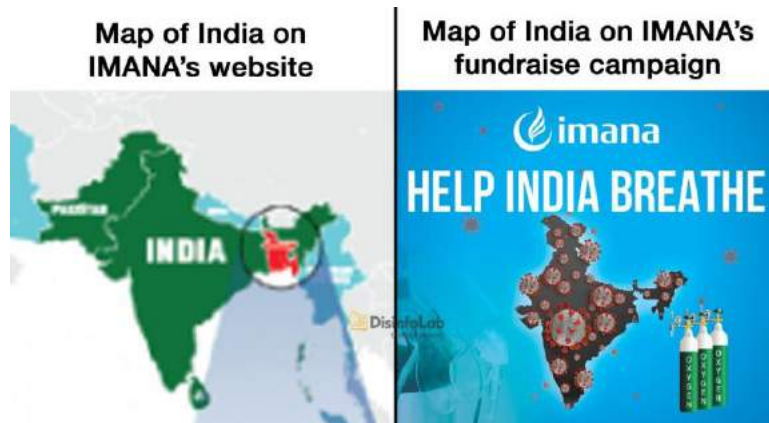 Map of India on
IMANA's website
Map of India on IMANA's
fundraise campaign
PAKISTAN
INDIA
DisinfoLab
imana
HELP INDIA BREATHE
OXYGEN
OXYGEN
OXYGEN